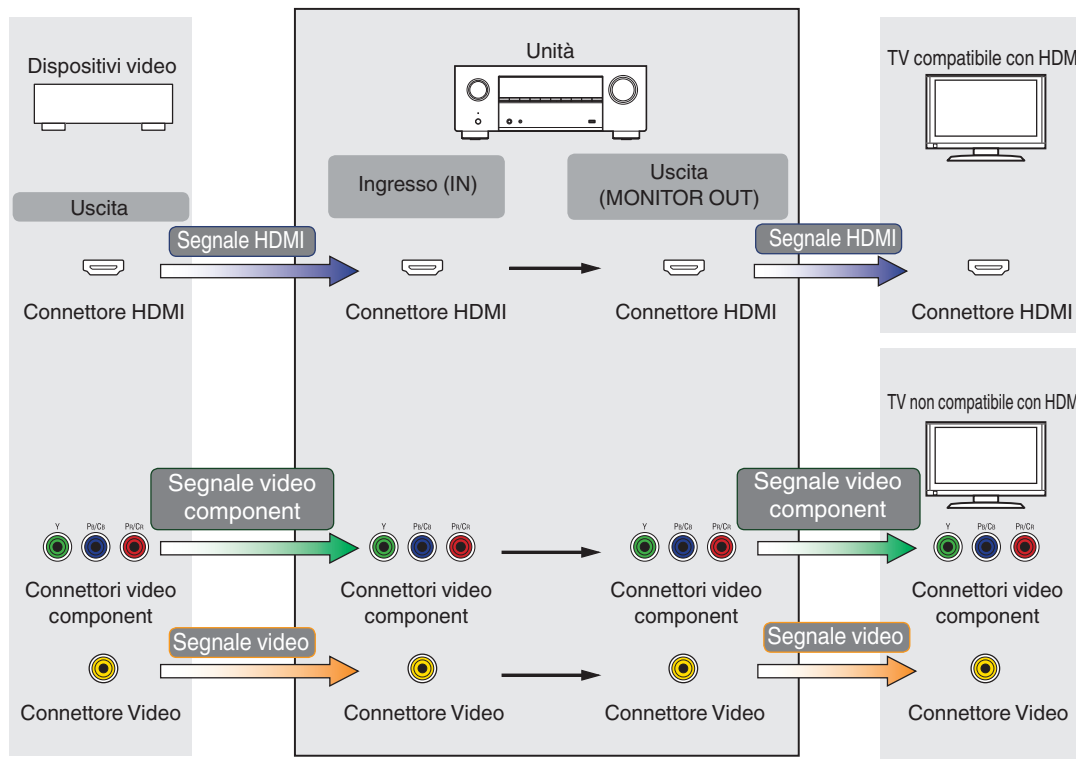 Dispositivi video
Unità
TV compatibile con HDM
Uscita
Ingresso (IN)
Uscita
(MONITOR OUT)
Segnale HDMI
Segnale HDMI
Connettore HDMI
Connettore HDMI
Connettore HDMI
Connettore HDMI
TV non compatibile con HDM
Segnale video
component
Segnale video
component
Y PB/CB PR/CR
Y PB/CB PR/CR
Y PB/CB PR/CR
Y PB/CB PR/CR
Connettori video
component
Connettori video
component
Connettori video
component
Connettori video
component
Segnale video
Segnale video
Connettore Video
Connettore Video
Connettore Video
Connettore Video